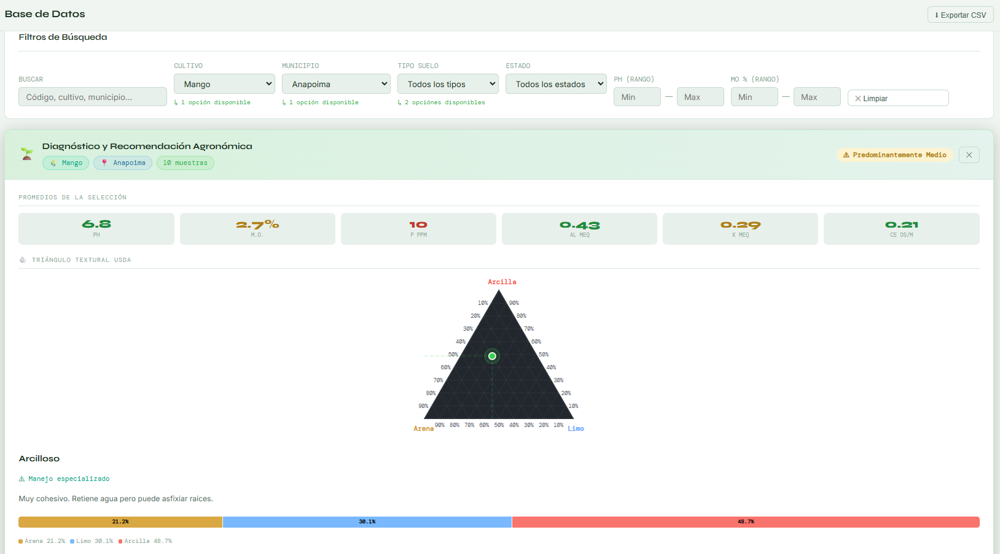 Base de Datos
⬇ Exportar CSV
Filtros de Búsqueda
BUSCAR
Código, cultivo, municipio...
CULTIVO
Mango
↳ 1 opción disponible
MUNICIPIO
Anapoima
↳ 1 opción disponible
TIPO SUELO
Todos los tipos
↳ 2 opciónes disponibles
ESTADO
Todos los estados
PH (RANGO)
Min — Max
MO % (RANGO)
Min — Max
✕ Limpiar
Diagnóstico y Recomendación Agronómica
Mango
Anapoima
10 muestras
⚠ Predominantemente Medio
✕
PROMEDIOS DE LA SELECCIÓN
6.8
PH
2.7%
M.O.
10
P PPM
0.43
AL MEQ
0.29
K MEQ
0.21
CE DS/M
TRIÁNGULO TEXTURAL USDA
Arcilla
10% 90%
20% 80%
30% 70%
40% 60%
50% 50%
60% 40%
70% 30%
80% 20%
90% 10%
Arena 90% 80% 70% 60% 50% 40% 30% 20% 10% Limo
Arcilloso
⚠ Manejo especializado
Muy cohesivo. Retiene agua pero puede asfixiar raíces.
21.2% 30.1% 48.7%
Arena 21.2% Limo 30.1% Arcilla 48.7%